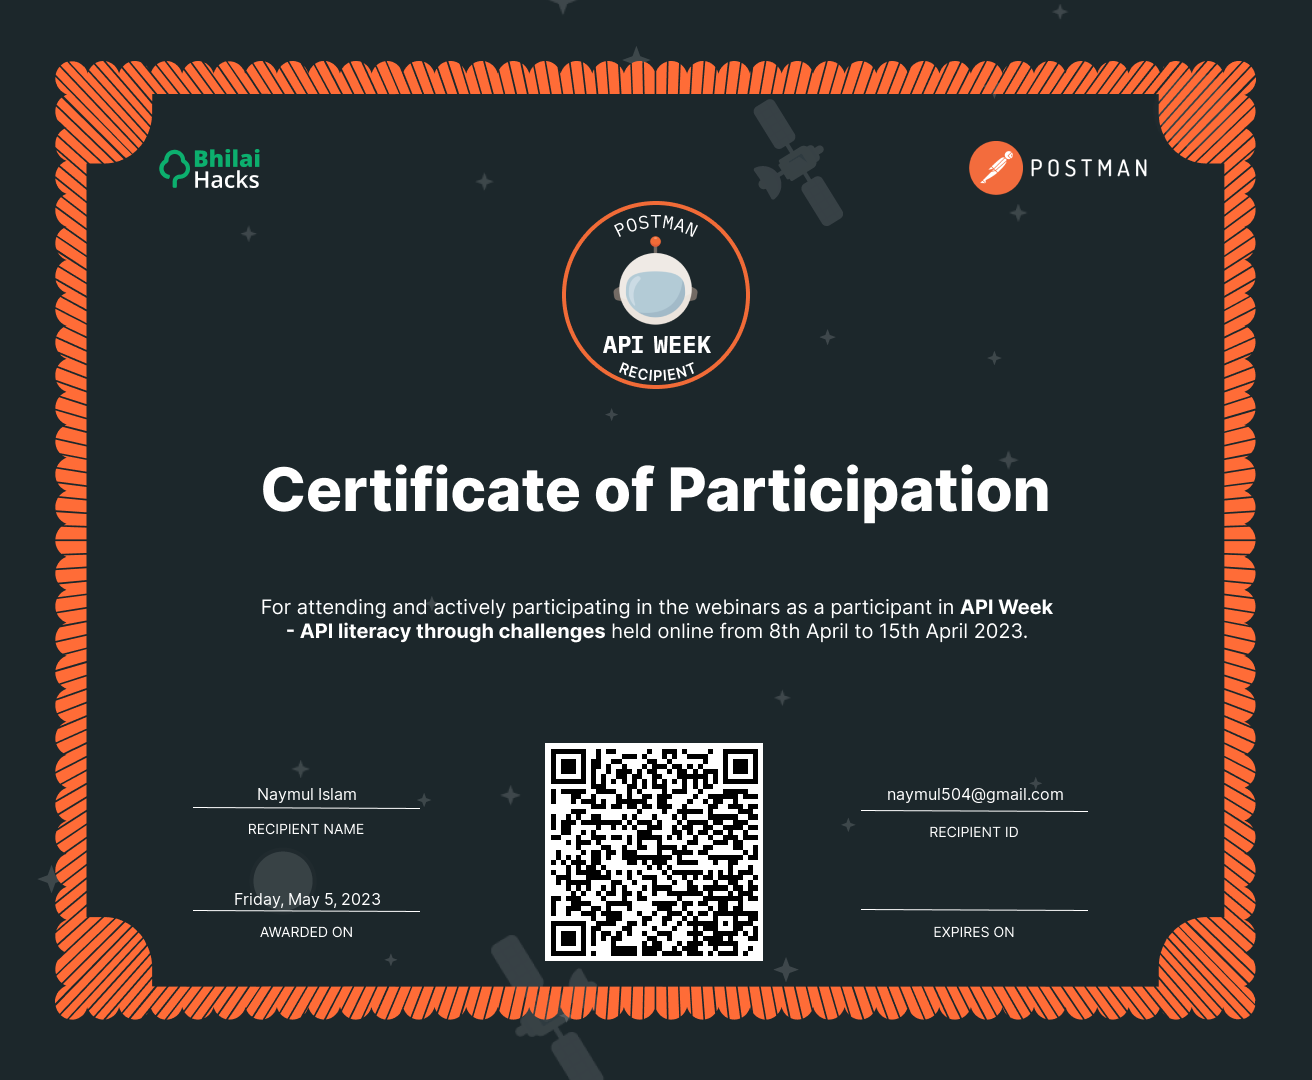 Bhilai
Hacks
POSTMAN
POSTMAN
API WEEK
RECIPIENT
Certificate of Participation
For attending and actively participating in the webinars as a participant in API Week
- API literacy through challenges held online from 8th April to 15th April 2023.
Naymul Islam
RECIPIENT NAME
naymul504@gmail.com
RECIPIENT ID
Friday, May 5, 2023
AWARDED ON
EXPIRES ON